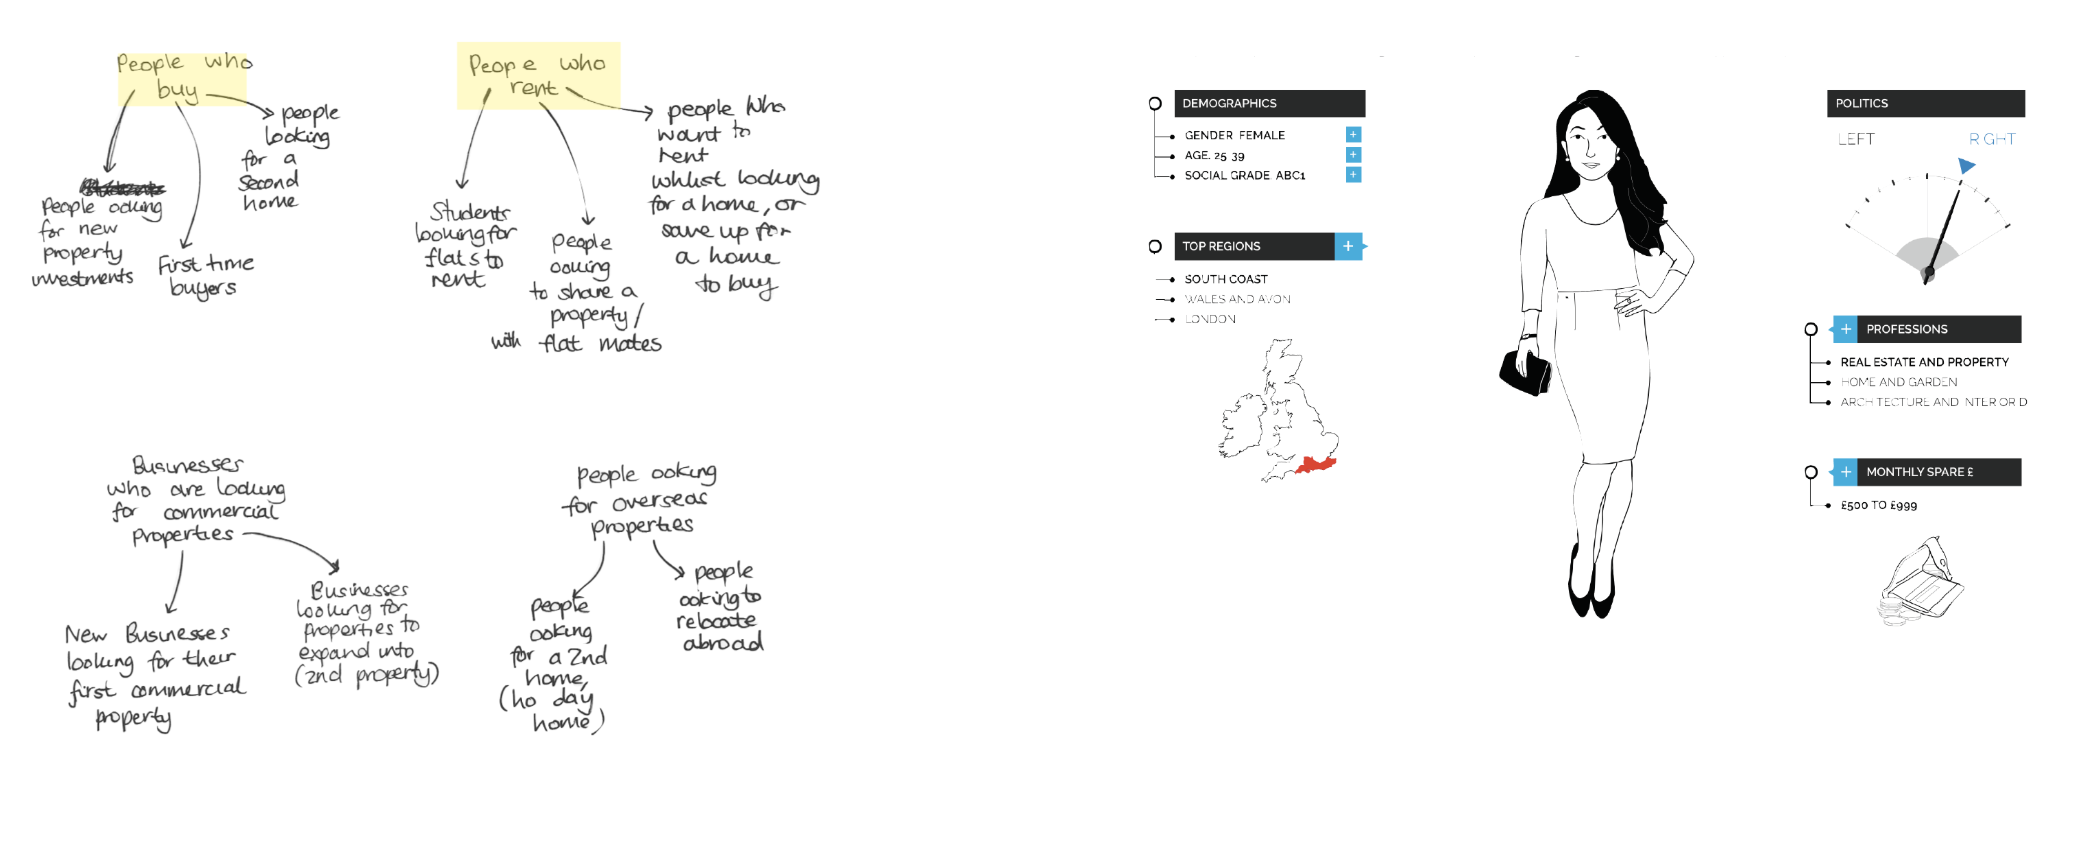 People who
buy
people
looking
for a
second
home
People ooking
for new
property
investments
First time
buyers
Peope who
rent
Students
looking for
flats to
rent
people
ooking
to share a
property/
with flat mates
people who
want to
rent
whilst looking
for a home, or
save up for
a home
to buy
Businesses
who are looking
for commercial
properties
New Businesses
looking for their
first commercial
property
Businesses
looking for
properties to
expand into
(2nd property)
people ooking
for overseas
properties
people
ooking
for a 2nd
home,
(ho day
home)
people
ooking to
relocate
abroad
DEMOGRAPHICS
GENDER FEMALE +
AGE. 25 39 +
SOCIAL GRADE ABC1 +
TOP REGIONS +
SOUTH COAST
WALES AND AVON
LONDON
POLITICS
LEFT R GHT
+ PROFESSIONS
REAL ESTATE AND PROPERTY
HOME AND GARDEN
ARCH TECTURE AND NTER OR D
+ MONTHLY SPARE £
£500 TO £999